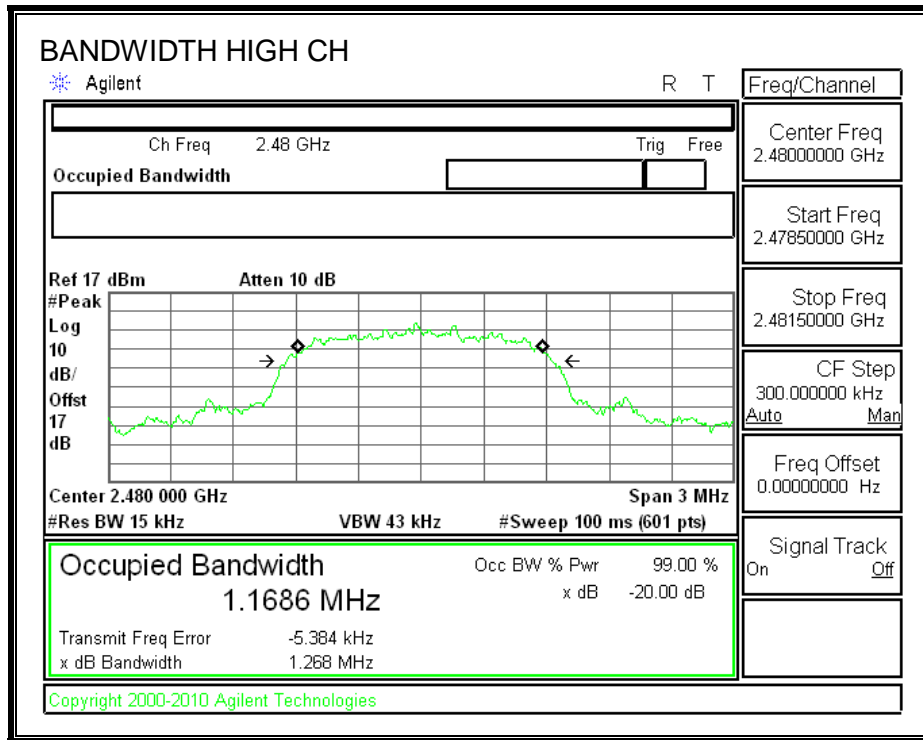 BANDWIDTH HIGH CH
Agilent R T
Ch Freq 2.48 GHz Trig Free
Occupied Bandwidth
Ref 17 dBm Atten 10 dB
#Peak
Log
10
dB/
Offst
17
dB
Center 2.480 000 GHz Span 3 MHz
#Res BW 15 kHz VBW 43 kHz #Sweep 100 ms (601 pts)
Occupied Bandwidth Occ BW % Pwr 99.00 %
1.1686 MHz x dB -20.00 dB
Transmit Freq Error -5.384 kHz
x dB Bandwidth 1.268 MHz
Copyright 2000-2010 Agilent Technologies
Freq/Channel
Center Freq
2.48000000 GHz
Start Freq
2.47850000 GHz
Stop Freq
2.48150000 GHz
CF Step
300.000000 kHz
Auto Man
Freq Offset
0.00000000 Hz
Signal Track
On Off